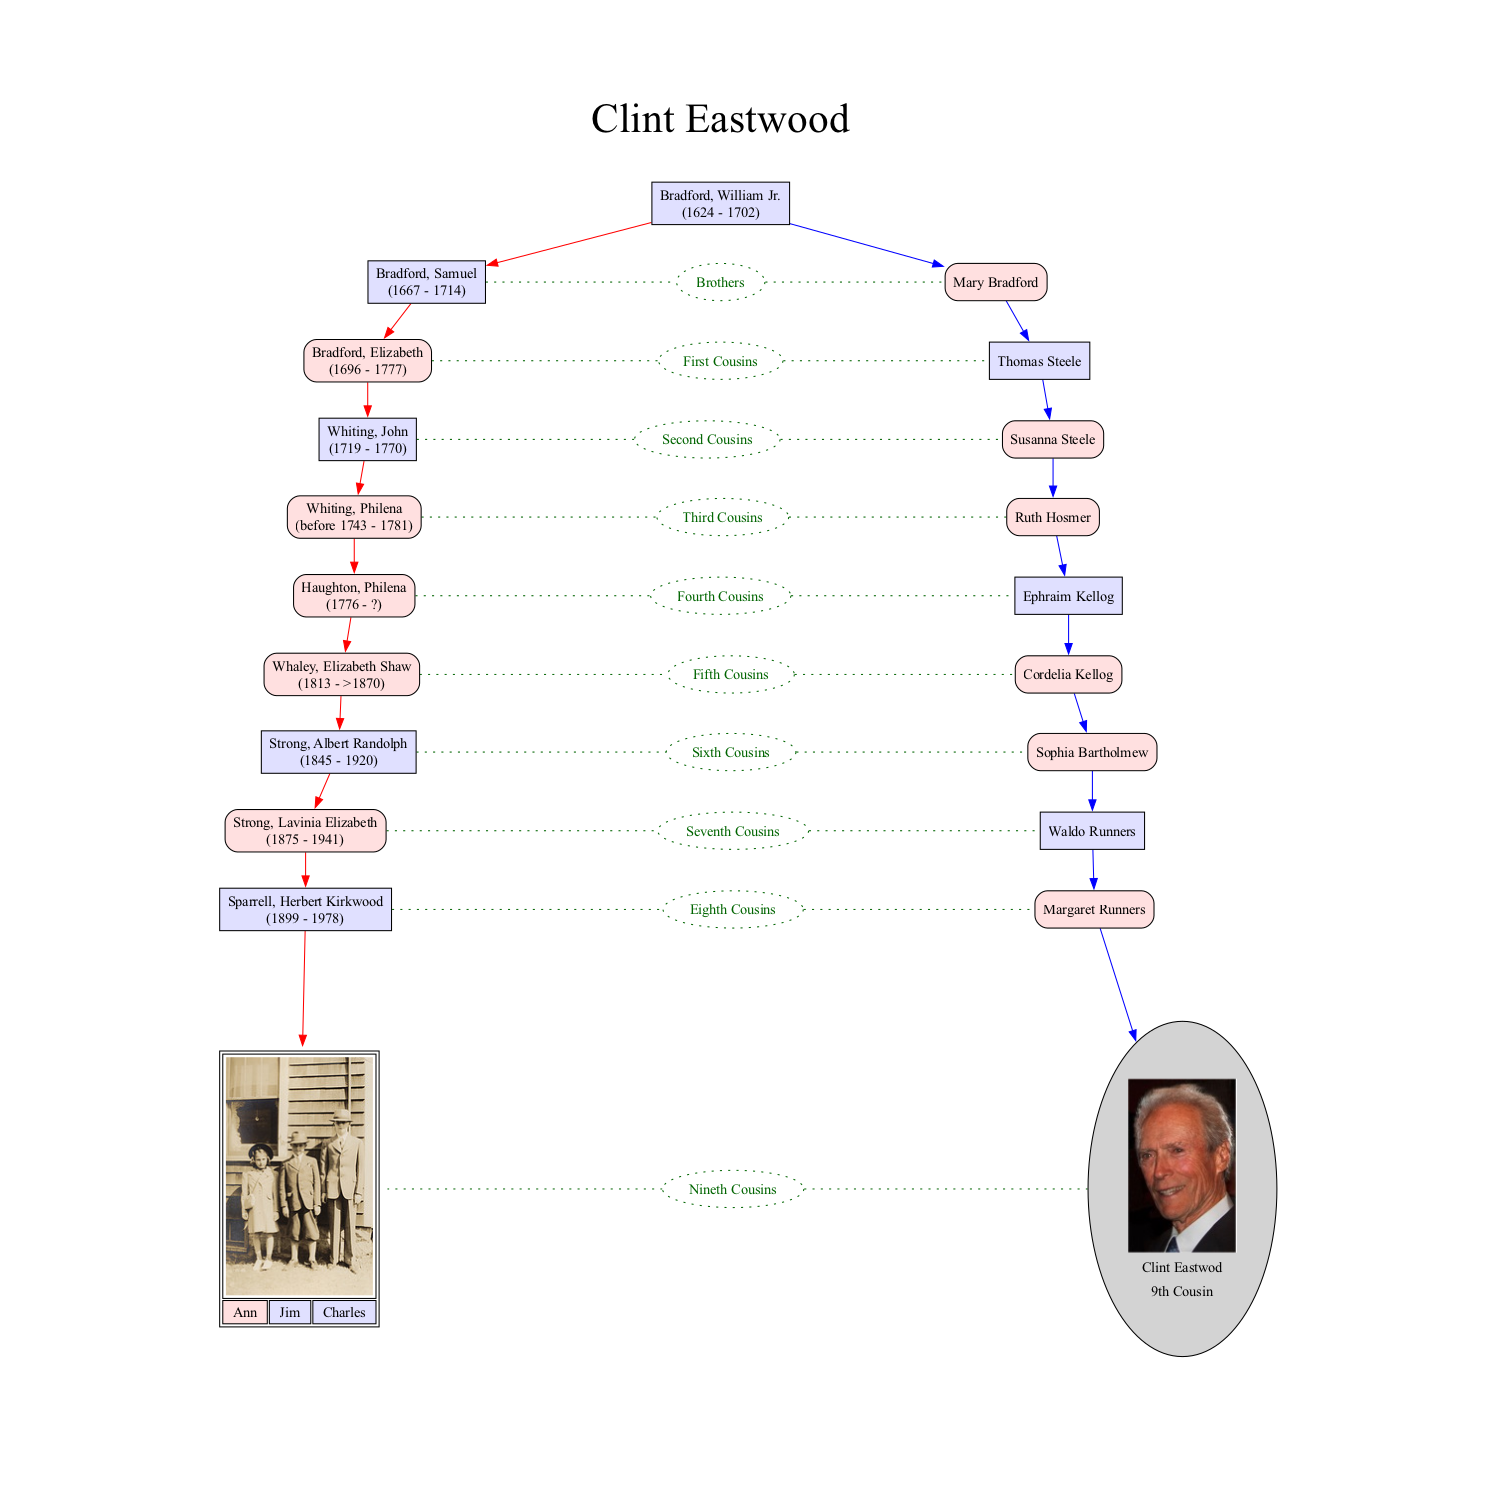 Clint Eastwood
Bradford, William Jr.
(1624 - 1702)
Bradford, Samuel
(1667 - 1714)
Brothers
Mary Bradford
Bradford, Elizabeth
(1696 - 1777)
First Cousins
Thomas Steele
Whiting, John
(1719 - 1770)
Second Cousins
Susanna Steele
Whiting, Philena
(before 1743 - 1781)
Third Cousins
Ruth Hosmer
Haughton, Philena
(1776 - ?)
Fourth Cousins
Ephraim Kellog
Whaley, Elizabeth Shaw
(1813 - >1870)
Fifth Cousins
Cordelia Kellog
Strong, Albert Randolph
(1845 - 1920)
Sixth Cousins
Sophia Bartholmew
Strong, Lavinia Elizabeth
(1875 - 1941)
Seventh Cousins
Waldo Runners
Sparrell, Herbert Kirkwood
(1899 - 1978)
Eighth Cousins
Margaret Runners
Nineth Cousins
Clint Eastwod
9th Cousin
Ann
Jim
Charles